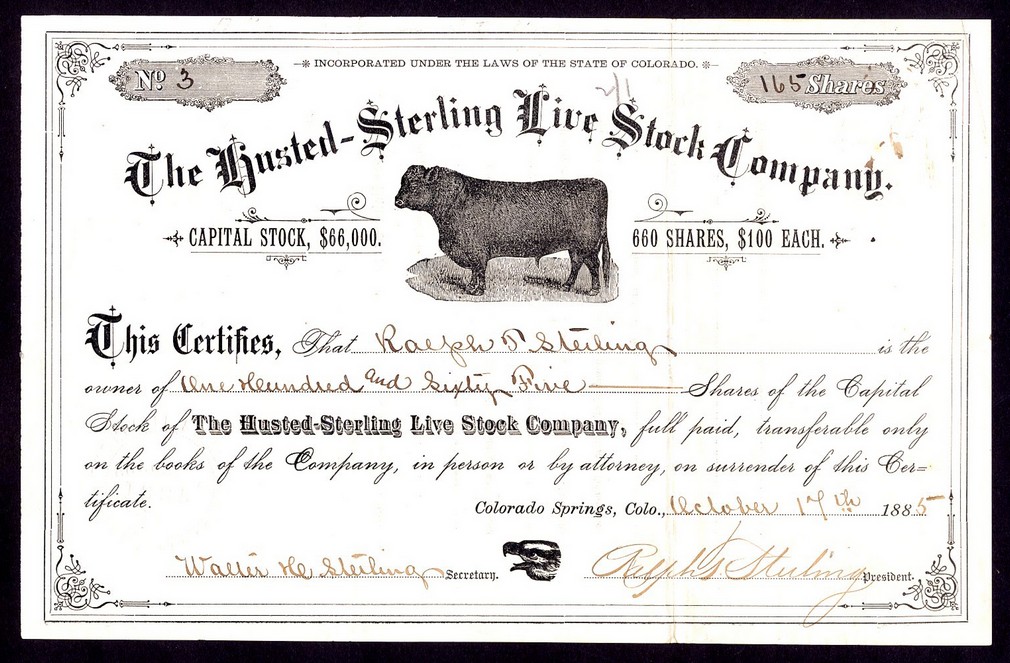 INCORPORATED UNDER THE LAWS OF THE STATE OF COLORADO.
No. 3
165 Shares
The Husted-Sterling Live Stock Company.
CAPITAL STOCK, $66,000.
660 SHARES, $100 EACH.
This Certifies, That Ralph S Sterling is the
owner of One Hundred and Sixty Five Shares of the Capital
Stock of The Husted-Sterling Live Stock Company, full paid, transferable only
on the books of the Company, in person or by attorney, on surrender of this Cer=
tificate.
Colorado Springs, Colo., October 17th 1885
Walter H Sterling Secretary.
Ralph S Sterling President.